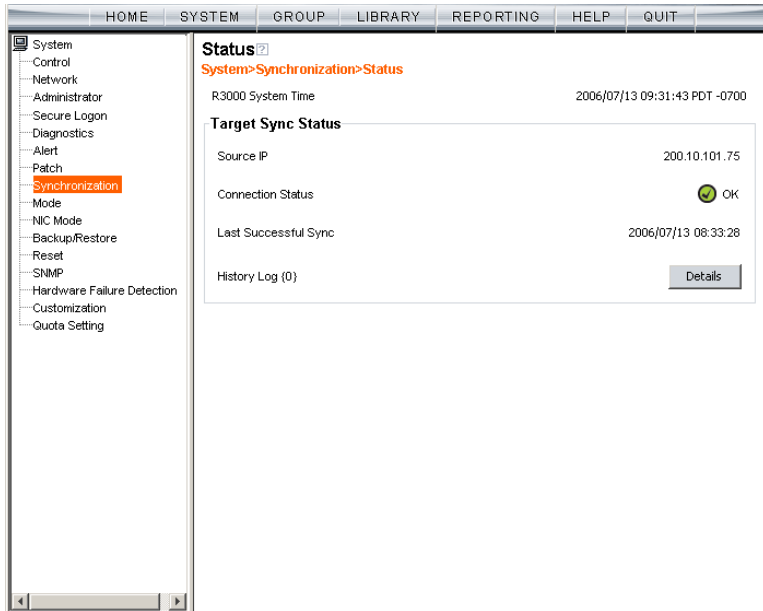 HOME SYSTEM GROUP LIBRARY REPORTING HELP QUIT
System
Control
Network
Administrator
Secure Logon
Diagnostics
Alert
Patch
Synchronization
Mode
NIC Mode
Backup/Restore
Reset
SNMP
Hardware Failure Detection
Customization
Quota Setting
Status ?
System>Synchronization>Status
R3000 System Time 2006/07/13 09:31:43 PDT -0700
Target Sync Status
Source IP 200.10.101.75
Connection Status OK
Last Successful Sync 2006/07/13 08:33:28
History Log {0} Details